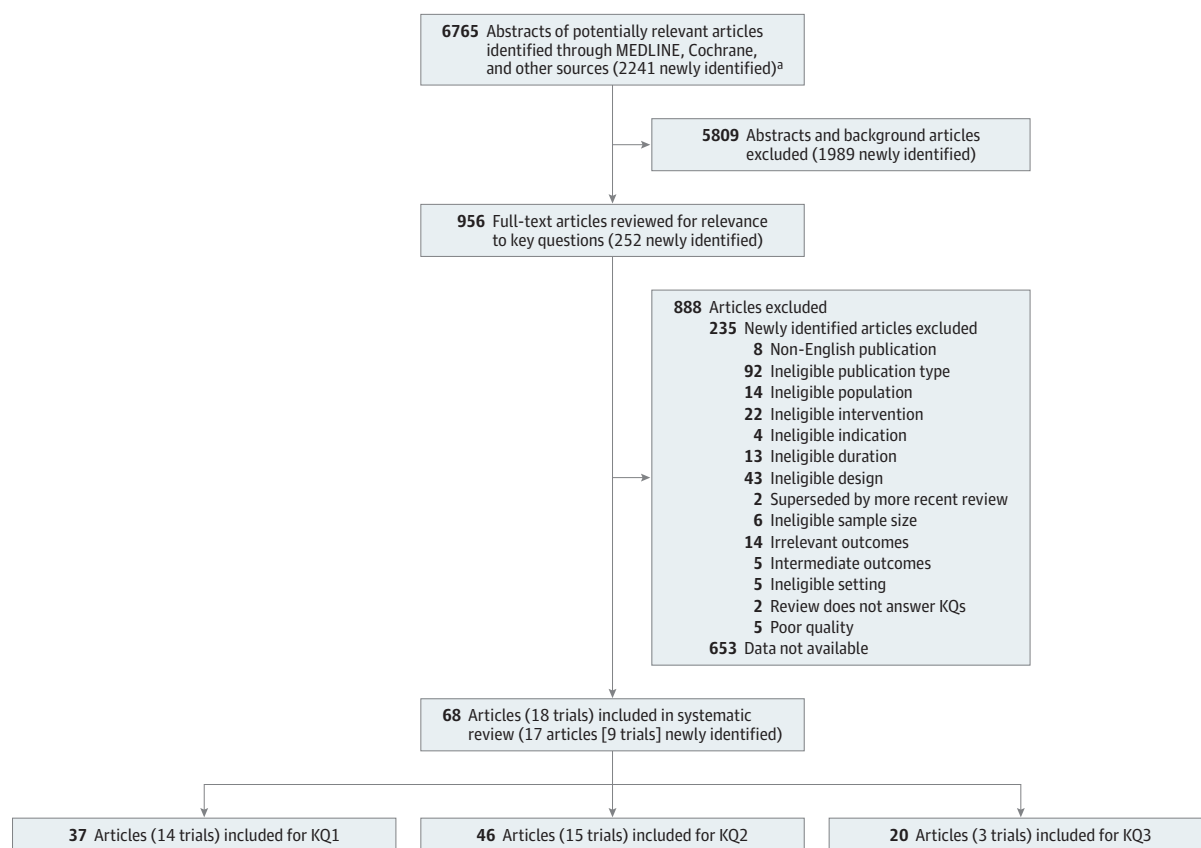 6765 Abstracts of potentially relevant articles
identified through MEDLINE, Cochrane,
and other sources (2241 newly identified)a
5809 Abstracts and background articles
excluded (1989 newly identified)
956 Full-text articles reviewed for relevance
to key questions (252 newly identified)
888 Articles excluded
235 Newly identified articles excluded
8 Non-English publication
92 Ineligible publication type
14 Ineligible population
22 Ineligible intervention
4 Ineligible indication
13 Ineligible duration
43 Ineligible design
2 Superseded by more recent review
6 Ineligible sample size
14 Irrelevant outcomes
5 Intermediate outcomes
5 Ineligible setting
2 Review does not answer KQs
5 Poor quality
653 Data not available
68 Articles (18 trials) included in systematic
review (17 articles [9 trials] newly identified)
37 Articles (14 trials) included for KQ1
46 Articles (15 trials) included for KQ2
20 Articles (3 trials) included for KQ3